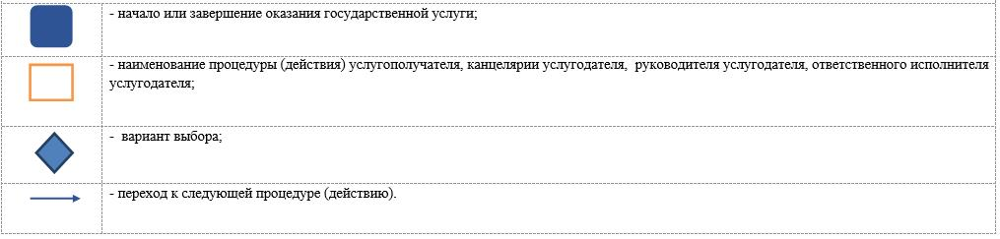 - начало или завершение оказания государственной услуги;
- наименование процедуры (действия) услугополучателя, канцелярии услугодателя, руководителя услугодателя, ответственного исполнителя
услугодателя;
- вариант выбора;
- переход к следующей процедуре (действию).